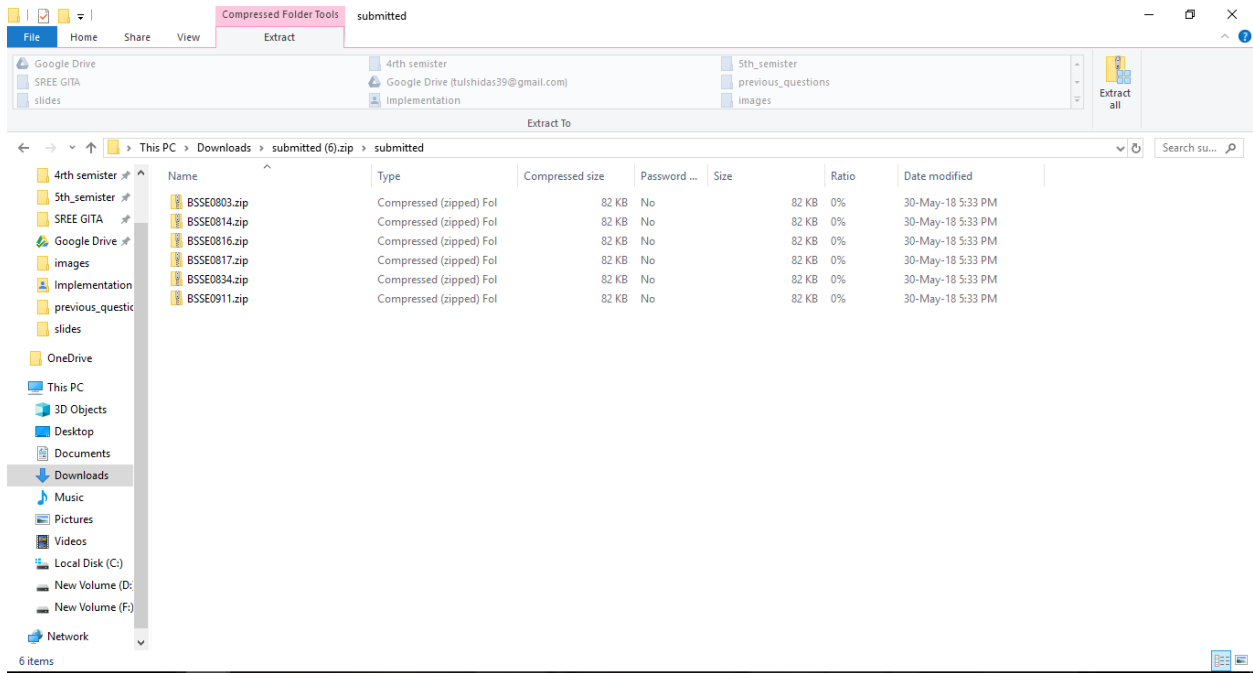 Compressed Folder Tools submitted
File Home Share View Extract
Google Drive 4rth semister 5th_semister
SREE GITA Google Drive (tulshidas39@gmail.com) previous_questions
slides Implementation images
Extract all
Extract To
This PC > Downloads > submitted (6).zip > submitted Search su...
Name Type Compressed size Password ... Size Ratio Date modified
BSSE0803.zip Compressed (zipped) Fol 82 KB No 82 KB 0% 30-May-18 5:33 PM
BSSE0814.zip Compressed (zipped) Fol 82 KB No 82 KB 0% 30-May-18 5:33 PM
BSSE0816.zip Compressed (zipped) Fol 82 KB No 82 KB 0% 30-May-18 5:33 PM
BSSE0817.zip Compressed (zipped) Fol 82 KB No 82 KB 0% 30-May-18 5:33 PM
BSSE0834.zip Compressed (zipped) Fol 82 KB No 82 KB 0% 30-May-18 5:33 PM
BSSE0911.zip Compressed (zipped) Fol 82 KB No 82 KB 0% 30-May-18 5:33 PM
4rth semister
5th_semister
SREE GITA
Google Drive
images
Implementation
previous_questic
slides
OneDrive
This PC
3D Objects
Desktop
Documents
Downloads
Music
Pictures
Videos
Local Disk (C:)
New Volume (D:
New Volume (F:)
Network
6 items